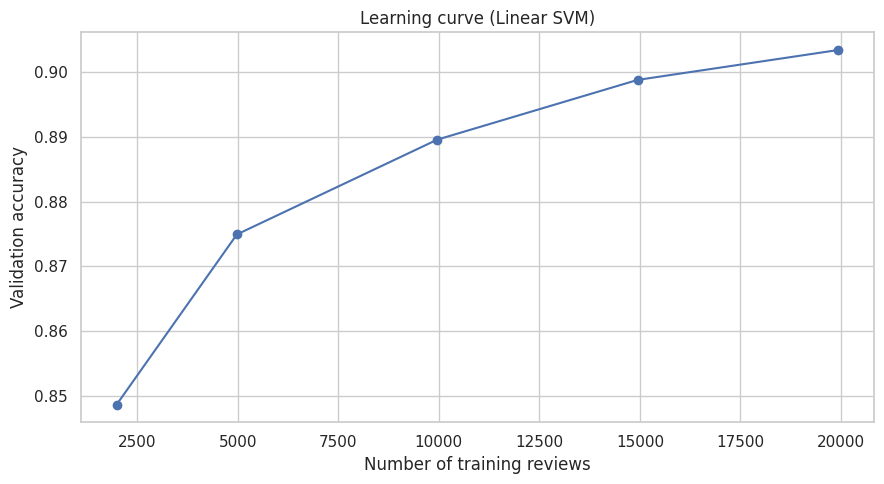 Learning curve (Linear SVM)
Validation accuracy
0.90
0.89
0.88
0.87
0.86
0.85
2500 5000 7500 10000 12500 15000 17500 20000
Number of training reviews